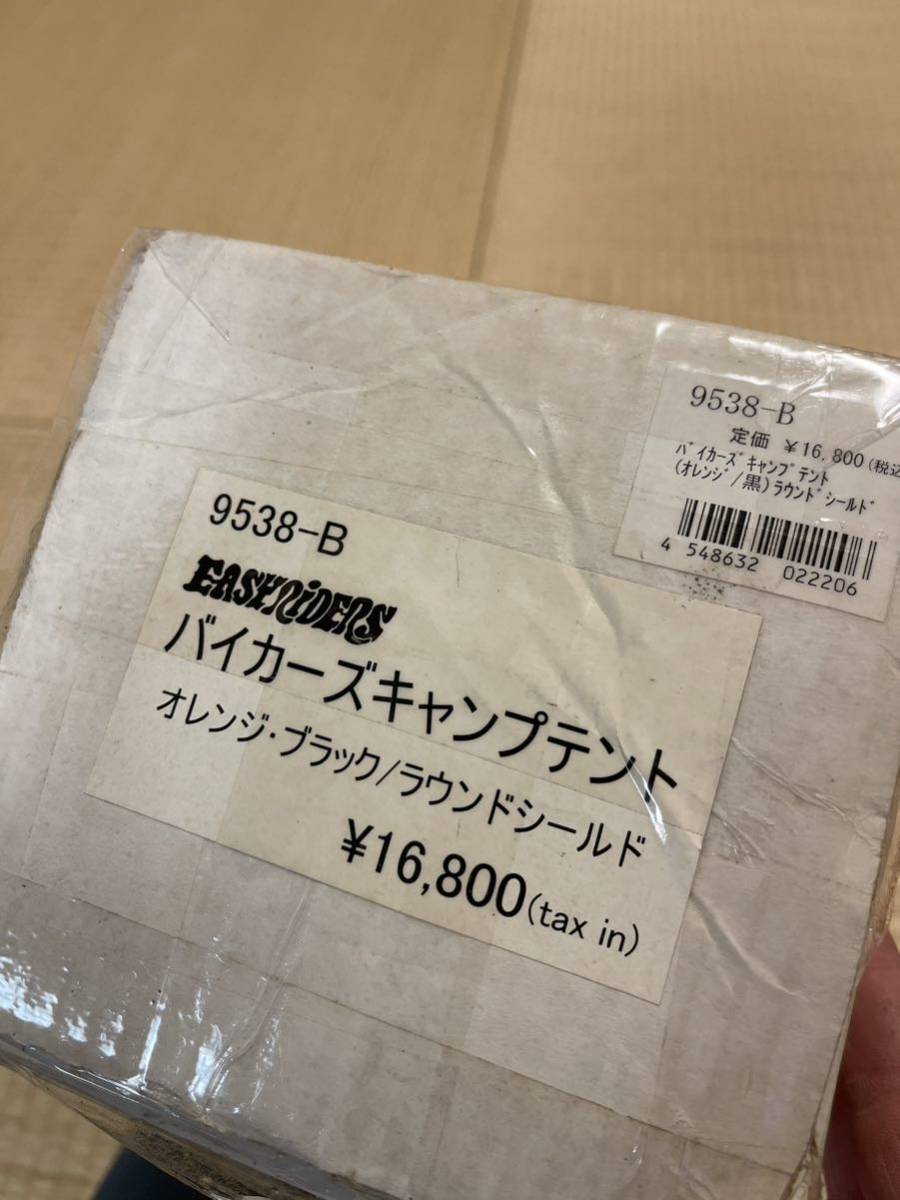 9538-B
定価 ¥16,800(税込
ﾊﾞｲｶｰｽﾞｷｬﾝﾌﾟﾃﾝﾄ
(ｵﾚﾝｼﾞ/黒)ﾗｳﾝﾄﾞｼｰﾙﾄﾞ
4 548632 022206
9538-B
EASYRIDERS
バイカーズキャンプテント
オレンジ・ブラック/ラウンドシールド
¥16,800(tax in)